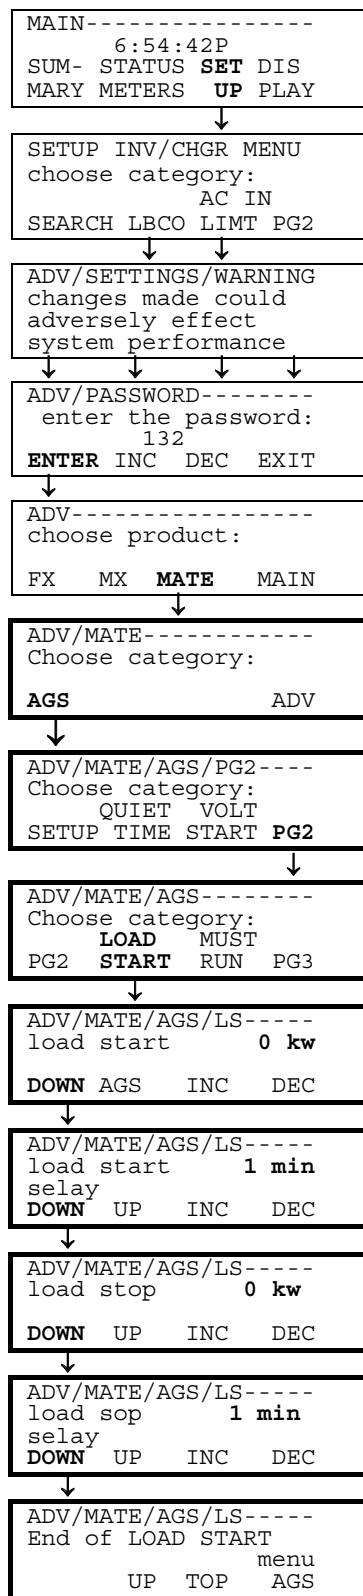 MAIN----------------
6:54:42P
SUM- STATUS SET DIS
MARY METERS UP PLAY
SETUP INV/CHGR MENU
choose category:
AC IN
SEARCH LBCO LIMT PG2
ADV/SETTINGS/WARNING
changes made could
adversely effect
system performance
ADV/PASSWORD--------
enter the password:
132
ENTER INC DEC EXIT
ADV-----------------
choose product:
FX MX MATE MAIN
ADV/MATE------------
Choose category:
AGS ADV
ADV/MATE/AGS/PG2----
Choose category:
QUIET VOLT
SETUP TIME START PG2
ADV/MATE/AGS--------
Choose category:
LOAD MUST
PG2 START RUN PG3
ADV/MATE/AGS/LS-----
load start 0 kw
DOWN AGS INC DEC
ADV/MATE/AGS/LS-----
load start 1 min
selay
DOWN UP INC DEC
ADV/MATE/AGS/LS-----
load stop 0 kw
DOWN UP INC DEC
ADV/MATE/AGS/LS-----
load sop 1 min
selay
DOWN UP INC DEC
ADV/MATE/AGS/LS-----
End of LOAD START
menu
UP TOP AGS